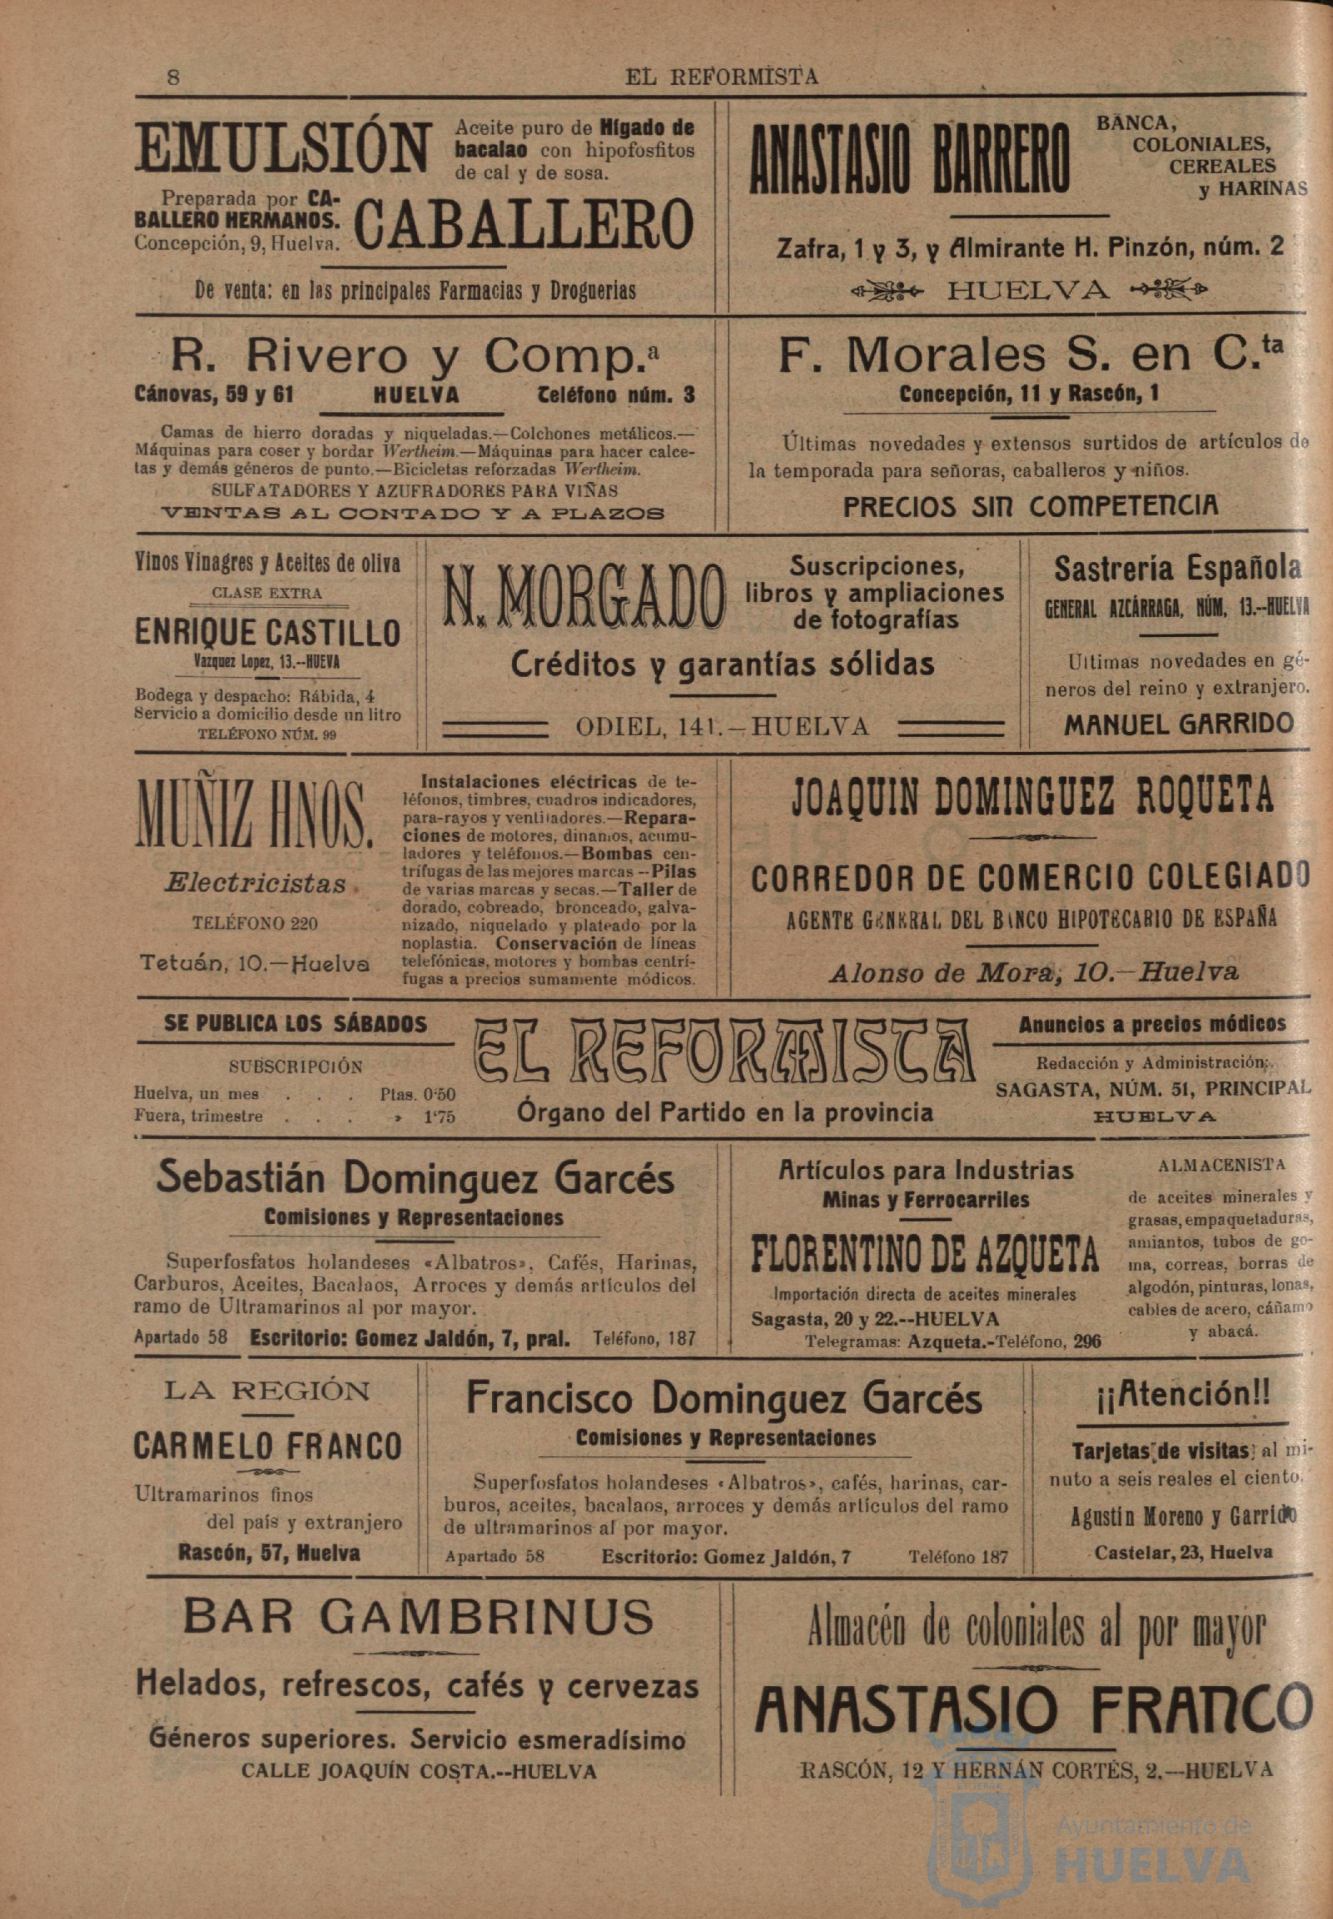 8
EL REFORMISTA
EMULSIÓN
Aceite puro de Hígado de
bacalao con hipofosfitos
de cal y de sosa.
Preparada por CA-
BALLERO HERMANOS.
Concepción, 9, Huelva.
CABALLERO
De venta: en las principales Farmacias y Droguerias
ANASTASIO BARRERO
BANCA,
COLONIALES,
CEREALES
y HARINAS
Zafra, 1 y 3, y Almirante H. Pinzón, núm. 2
HUELVA
R. Rivero y Comp.ª
Cánovas, 59 y 61 HUELVA Teléfono núm. 3
Camas de hierro doradas y niqueladas.—Colchones metálicos.—
Máquinas para coser y bordar Wertheim.—Máquinas para hacer calce-
tas y demás géneros de punto.—Bicicletas reforzadas Wertheim.
SULFATADORES Y AZUFRADORES PARA VIÑAS
VENTAS AL CONTADO Y A PLAZOS
F. Morales S. en C.ta
Concepción, 11 y Rascón, 1
Últimas novedades y extensos surtidos de artículos de
la temporada para señoras, caballeros y niños.
PRECIOS SIN COMPETENCIA
Vinos Vinagres y Aceites de oliva
CLASE EXTRA
ENRIQUE CASTILLO
Vazquez Lopez, 13.--HUEVA
Bodega y despacho: Rábida, 4
Servicio a domicilio desde un litro
TELÉFONO NÚM. 99
N. MORGADO
Suscripciones,
libros y ampliaciones
de fotografías
Créditos y garantías sólidas
ODIEL, 141.—HUELVA
Sastrería Española
GENERAL AZCÁRRAGA, NÚM, 13.--HUELVA
Ultimas novedades en gé-
neros del reino y extranjero.
MANUEL GARRIDO
MUÑIZ HNOS.
Electricistas
TELÉFONO 220
Tetuán, 10.—Huelva
Instalaciones eléctricas de te-
léfonos, timbres, cuadros indicadores,
para-rayos y ventiladores.—Repara-
ciones de motores, dinamos, acumu-
ladores y teléfonos.—Bombas cen-
trífugas de las mejores marcas --Pilas
de varias marcas y secas.—Taller de
dorado, cobreado, bronceado, galva-
nizado, niquelado y plateado por la
noplastia. Conservación de líneas
telefónicas, motores y bombas centrí-
fugas a precios sumamente módicos.
JOAQUIN DOMINGUEZ ROQUETA
CORREDOR DE COMERCIO COLEGIADO
AGENTE GENERAL DEL BANCO HIPOTECARIO DE ESPAÑA
Alonso de Mora, 10.—Huelva
SE PUBLICA LOS SÁBADOS
SUBSCRIPCIÓN
Huelva, un mes . . . Ptas. 0'50
Fuera, trimestre . . . » 1'75
EL REFORMISTA
Órgano del Partido en la provincia
Anuncios a precios módicos
Redacción y Administración:
SAGASTA, NÚM. 51, PRINCIPAL
HUELVA
Sebastián Dominguez Garcés
Comisiones y Representaciones
Superfosfatos holandeses «Albatros», Cafés, Harinas,
Carburos, Aceites, Bacalaos, Arroces y demás artículos del
ramo de Ultramarinos al por mayor.
Apartado 58 Escritorio: Gomez Jaldón, 7, pral. Teléfono, 187
Artículos para Industrias
Minas y Ferrocarriles
FLORENTINO DE AZQUETA
Importación directa de aceites minerales
Sagasta, 20 y 22.--HUELVA
Telegramas: Azqueta.-Teléfono, 296
ALMACENISTA
de aceites minerales y
grasas, empaquetaduras,
amiantos, tubos de go-
ma, correas, borras de
algodón, pinturas, lonas,
cables de acero, cáñamo
y abacá.
LA REGIÓN
CARMELO FRANCO
Ultramarinos finos
del país y extranjero
Rascón, 57, Huelva
Francisco Dominguez Garcés
Comisiones y Representaciones
Superfosfatos holandeses «Albatros», cafés, harinas, car-
buros, aceites, bacalaos, arroces y demás artículos del ramo
de ultramarinos al por mayor.
Apartado 58 Escritorio: Gomez Jaldón, 7 Teléfono 187
¡¡Atención!!
Tarjetas de visitas al mi-
nuto a seis reales el ciento.
Agustin Moreno y Garrido
Castelar, 23, Huelva
BAR GAMBRINUS
Helados, refrescos, cafés y cervezas
Géneros superiores. Servicio esmeradísimo
CALLE JOAQUÍN COSTA.--HUELVA
Almacén de coloniales al por mayor
ANASTASIO FRANCO
RASCÓN, 12 Y HERNÁN CORTÉS, 2.—HUELVA
Ayuntamiento de
HUELVA